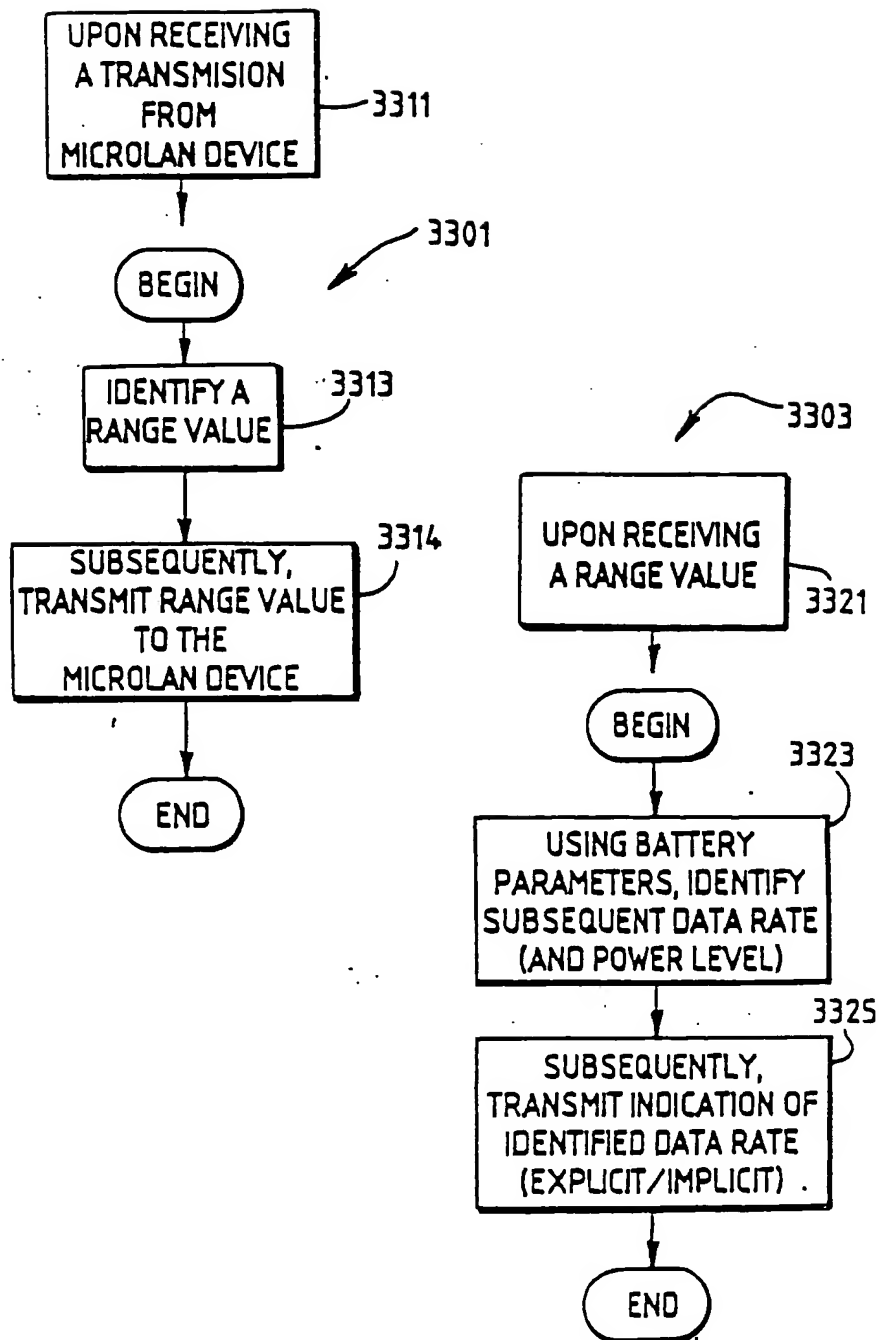 UPON RECEIVING
A TRANSMISION
FROM
MICROLAN DEVICE
3311
3301
BEGIN
IDENTIFY A
RANGE VALUE
3313
SUBSEQUENTLY,
TRANSMIT RANGE VALUE
TO THE
MICROLAN DEVICE
3314
END
3303
UPON RECEIVING
A RANGE VALUE
3321
BEGIN
3323
USING BATTERY
PARAMETERS, IDENTIFY
SUBSEQUENT DATA RATE
(AND POWER LEVEL)
3325
SUBSEQUENTLY,
TRANSMIT INDICATION OF
IDENTIFIED DATA RATE
(EXPLICIT/IMPLICIT)
END